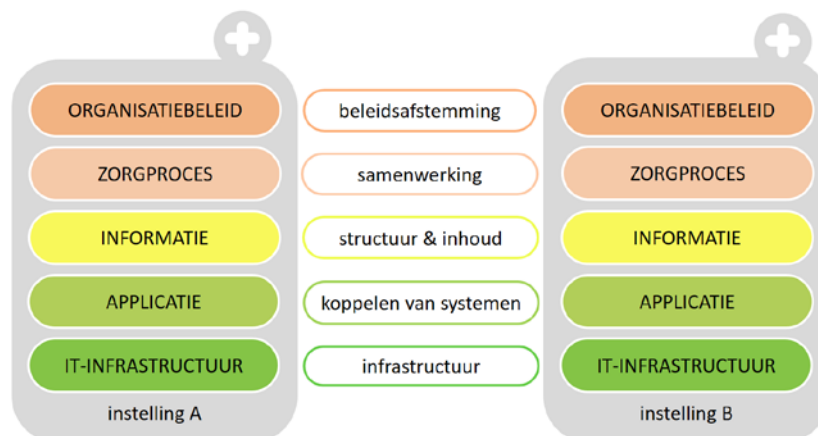 ORGANISATIEBELEID beleidsafstemming ORGANISATIEBELEID
ZORGPROCES samenwerking ZORGPROCES
INFORMATIE structuur & inhoud INFORMATIE
APPLICATIE koppelen van systemen APPLICATIE
IT-INFRASTRUCTUUR infrastructuur IT-INFRASTRUCTUUR
instelling A instelling B